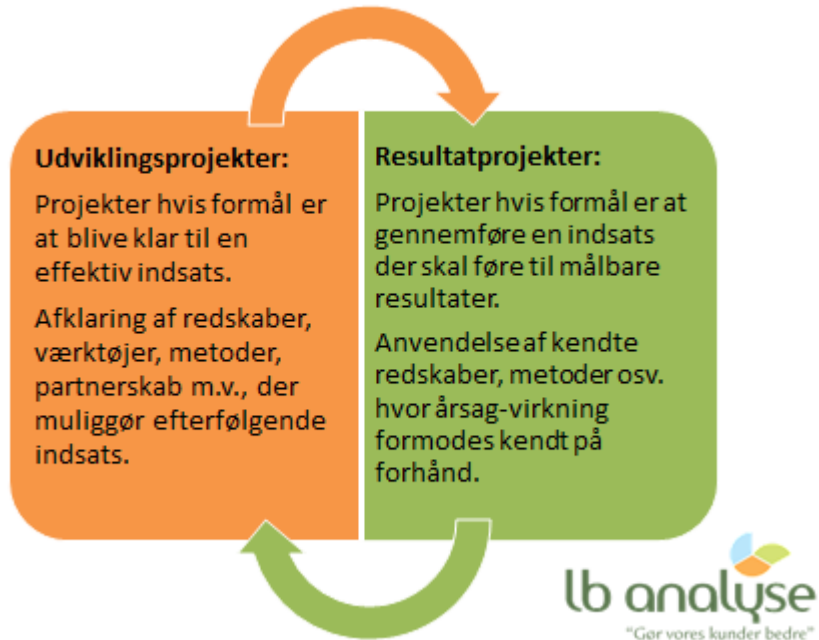 Udviklingsprojekter:
Projekter hvis formål er
at blive klar til en
effektiv indsats.
Afklaring af redskaber,
værktøjer, metoder,
partnerskab m.v., der
muliggør efterfølgende
indsats.
Resultatprojekter:
Projekter hvis formål er at
gennemføre en indsats
der skal føre til målbare
resultater.
Anvendelse af kendte
redskaber, metoder osv.
hvor årsag-virkning
formodes kendt på
forhånd.
lb analyse
"Gør vores kunder bedre"